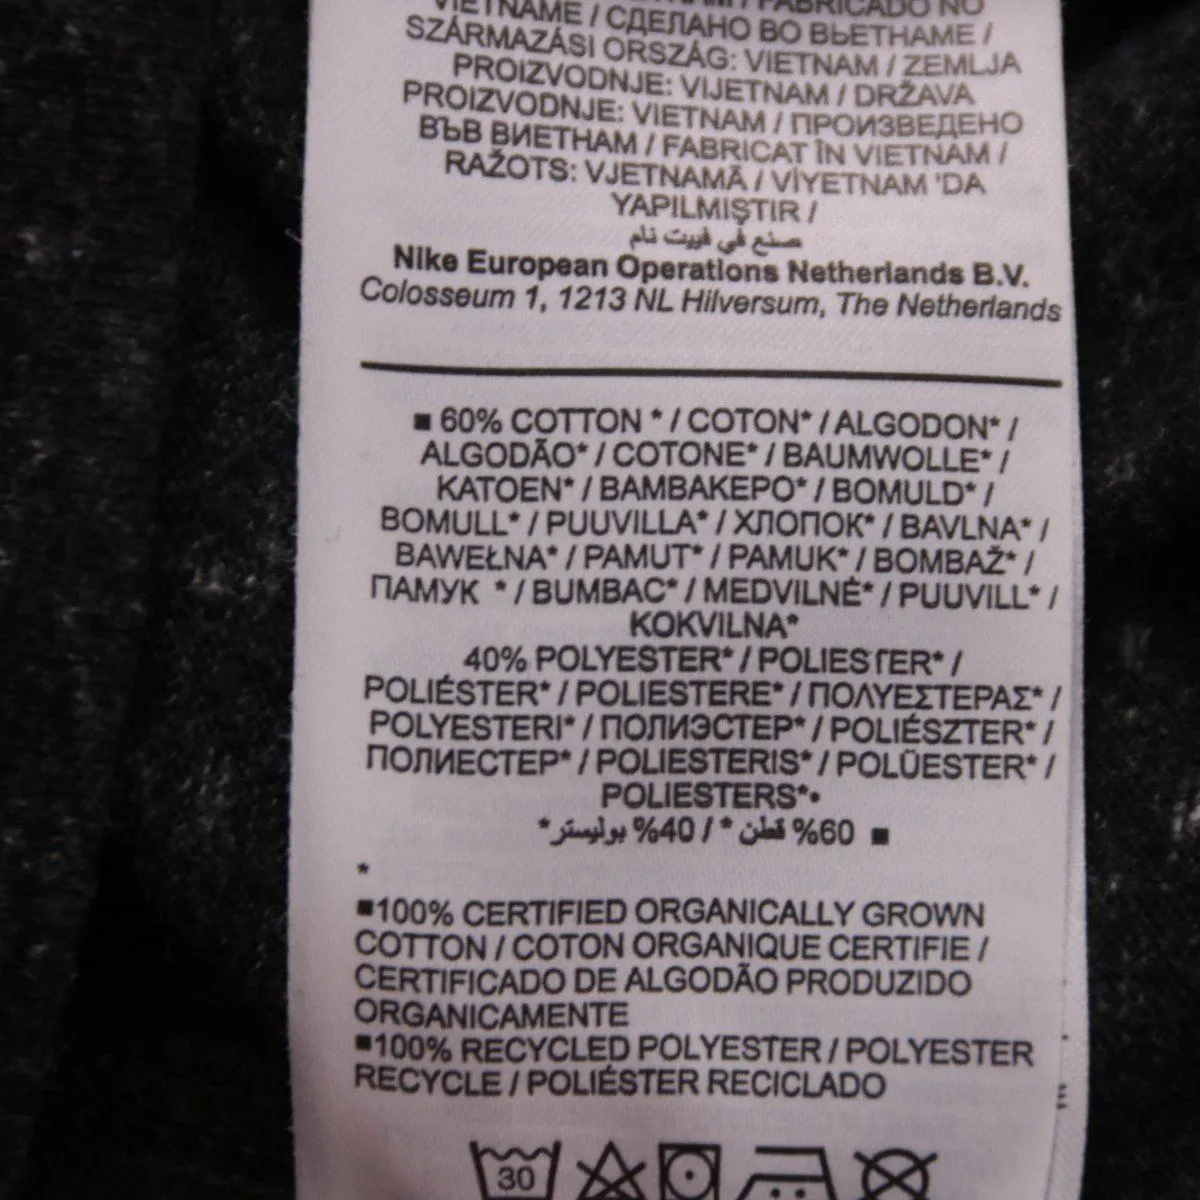 VIETNAM / FABRICADO NO
VIETNAME / СДЕЛАНО ВО ВЬЕТНАМЕ /
SZÁRMAZÁSI ORSZÁG: VIETNAM / ZEMLJA
PROIZVODNJE: VIJETNAM / DRŽAVA
PROIZVODNJE: VIETNAM / ПРОИЗВЕДЕНО
ВЪВ ВИЕТНАМ / FABRICAT ÎN VIETNAM /
RAŽOTS: VJETNAMĀ / VİYETNAM 'DA
YAPILMIŞTIR /
صنع في فييت نام
Nike European Operations Netherlands B.V.
Colosseum 1, 1213 NL Hilversum, The Netherlands
■ 60% COTTON * / COTON* / ALGODON* /
ALGODÃO* / COTONE* / BAUMWOLLE* /
KATOEN* / ΒΑΜΒΑΚΕΡΟ* / BOMULD* /
BOMULL* / PUUVILLA* / ХЛОПОК* / BAVLNA* /
BAWEŁNA* / PAMUT* / PAMUK* / BOMBAŽ* /
ПАМУК * / BUMBAC* / MEDVILNĖ* / PUUVILL* /
KOKVILNA*
40% POLYESTER* / POLIESTER* /
POLIÉSTER* / POLIESTERE* / ΠΟΛΥΕΣΤΕΡΑΣ* /
POLYESTERI* / ПОЛИЭСТЕР* / POLIÉSZTER* /
ПОЛИЕСТЕР* / POLIESTERIS* / POLÜESTER* /
POLIESTERS*•
■ 60% قطن * / 40% بوليستر*
*
■100% CERTIFIED ORGANICALLY GROWN
COTTON / COTON ORGANIQUE CERTIFIE /
CERTIFICADO DE ALGODÃO PRODUZIDO
ORGANICAMENTE
■100% RECYCLED POLYESTER / POLYESTER
RECYCLE / POLIÉSTER RECICLADO
30